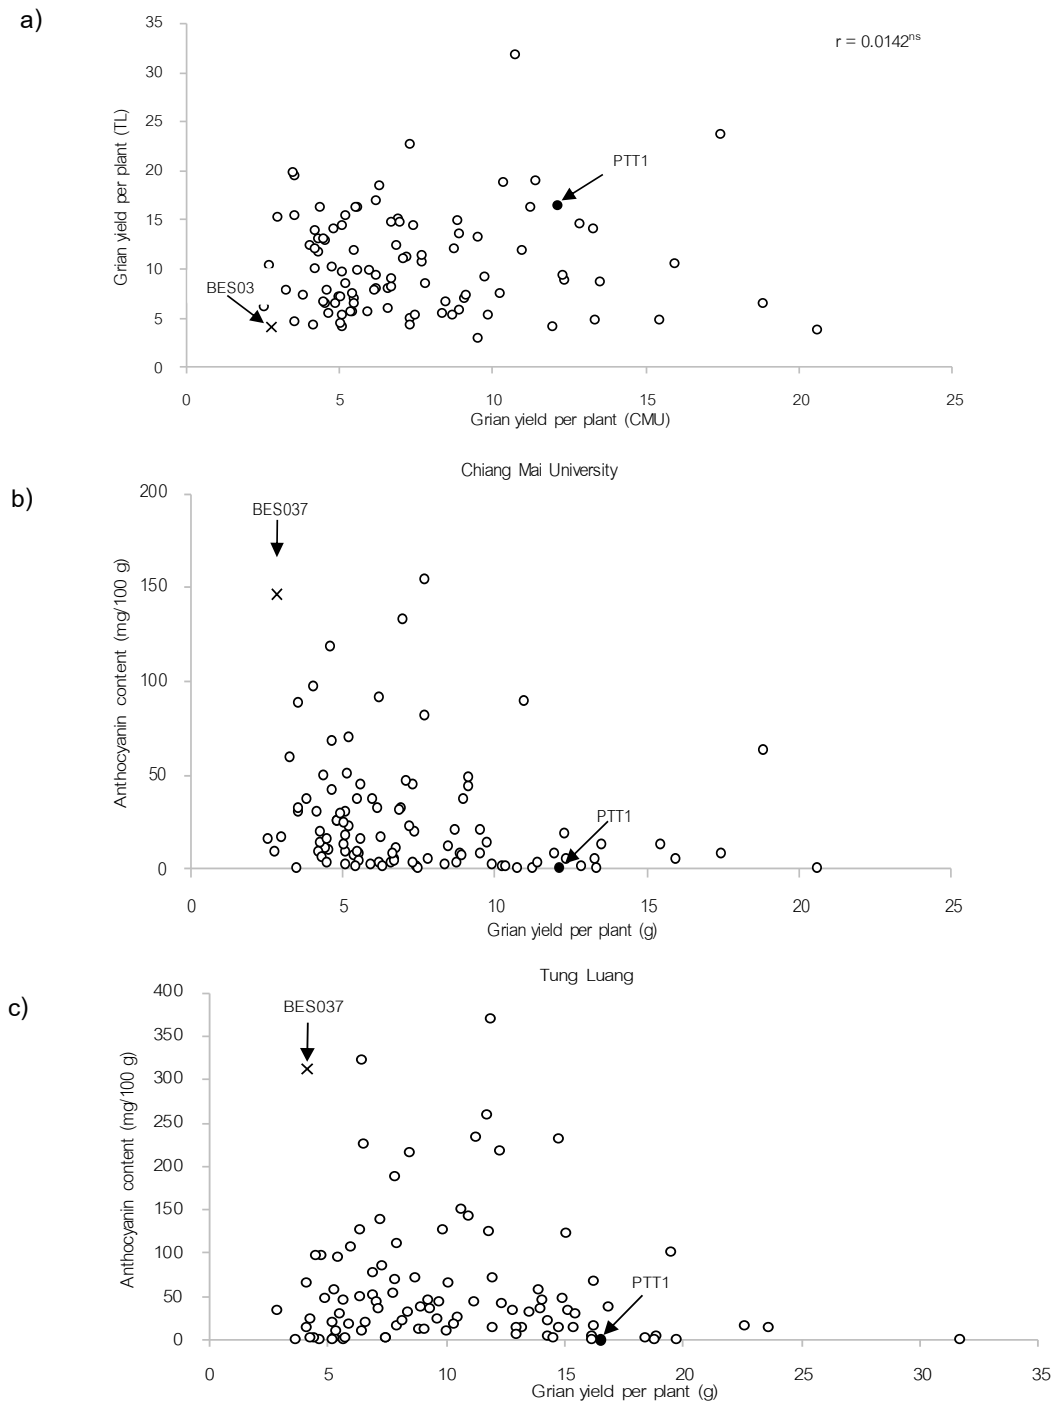 a)
35
30
25
20
15
10
5
0
Grian yield per plant (TL)
r = 0.0142ns
PTT1
BES03
0 5 10 15 20 25
Grian yield per plant (CMU)
b)
Chiang Mai University
200
150
100
50
0
Anthocyanin content (mg/100 g)
BES037
PTT1
0 5 10 15 20 25
Grian yield per plant (g)
c)
Tung Luang
400
350
300
250
200
150
100
50
0
Anthocyanin content (mg/100 g)
BES037
PTT1
0 5 10 15 20 25 30 35
Grian yield per plant (g)